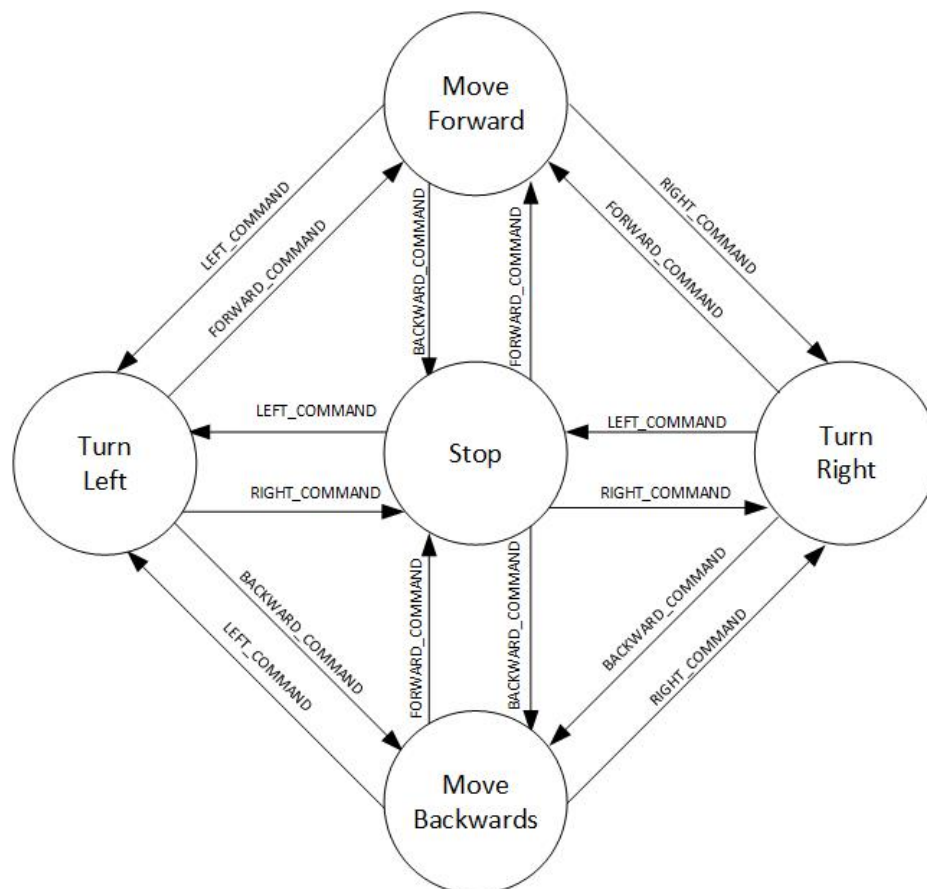 Move
Forward
LEFT_COMMAND
FORWARD_COMMAND
BACKWARD_COMMAND
FORWARD_COMMAND
FORWARD_COMMAND
RIGHT_COMMAND
Turn
Left
LEFT_COMMAND
RIGHT_COMMAND
Stop
LEFT_COMMAND
RIGHT_COMMAND
Turn
Right
BACKWARD_COMMAND
LEFT_COMMAND
FORWARD_COMMAND
BACKWARD_COMMAND
BACKWARD_COMMAND
RIGHT_COMMAND
Move
Backwards